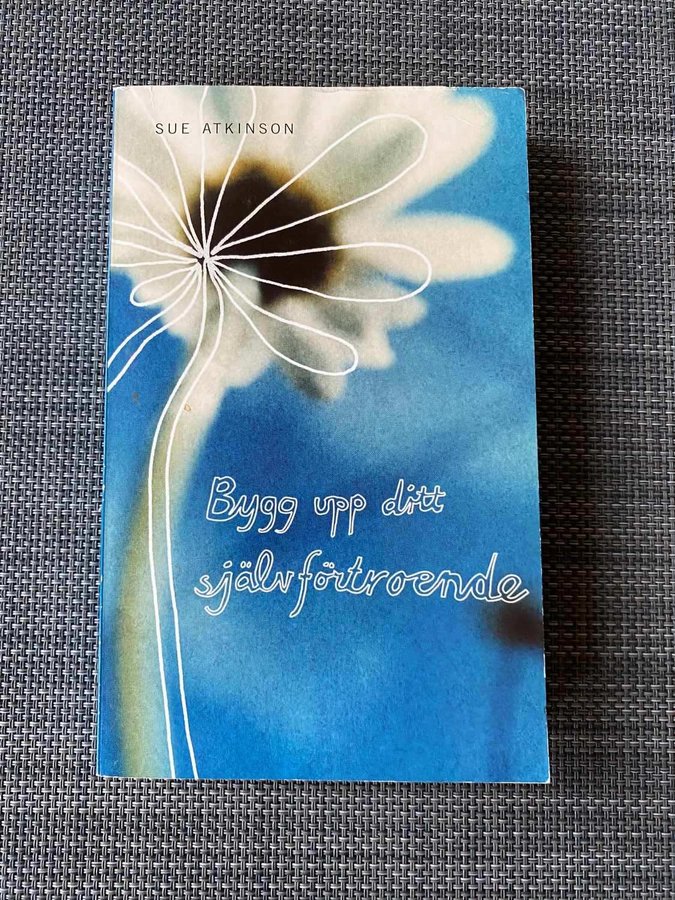 SUE ATKINSON
Bygg upp ditt
självförtroende